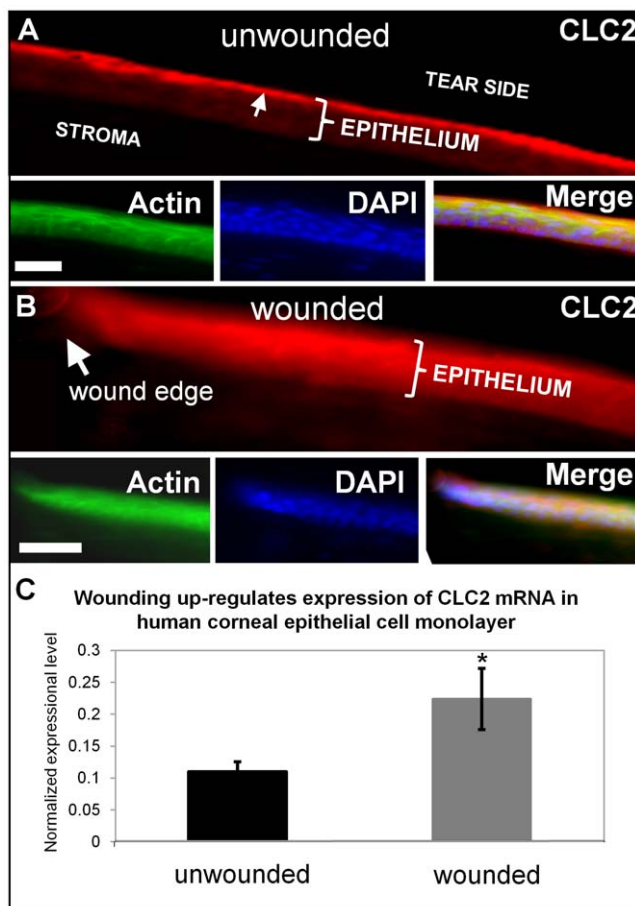 A
unwounded
CLC2
TEAR SIDE
STROMA
EPITHELIUM
Actin
DAPI
Merge
B
wounded
CLC2
wound edge
EPITHELIUM
Actin
DAPI
Merge
C
Wounding up-regulates expression of CLC2 mRNA in
human corneal epithelial cell monolayer
Normalized expressional level
0.3
0.25
0.2
0.15
0.1
0.05
0
*
unwounded
wounded